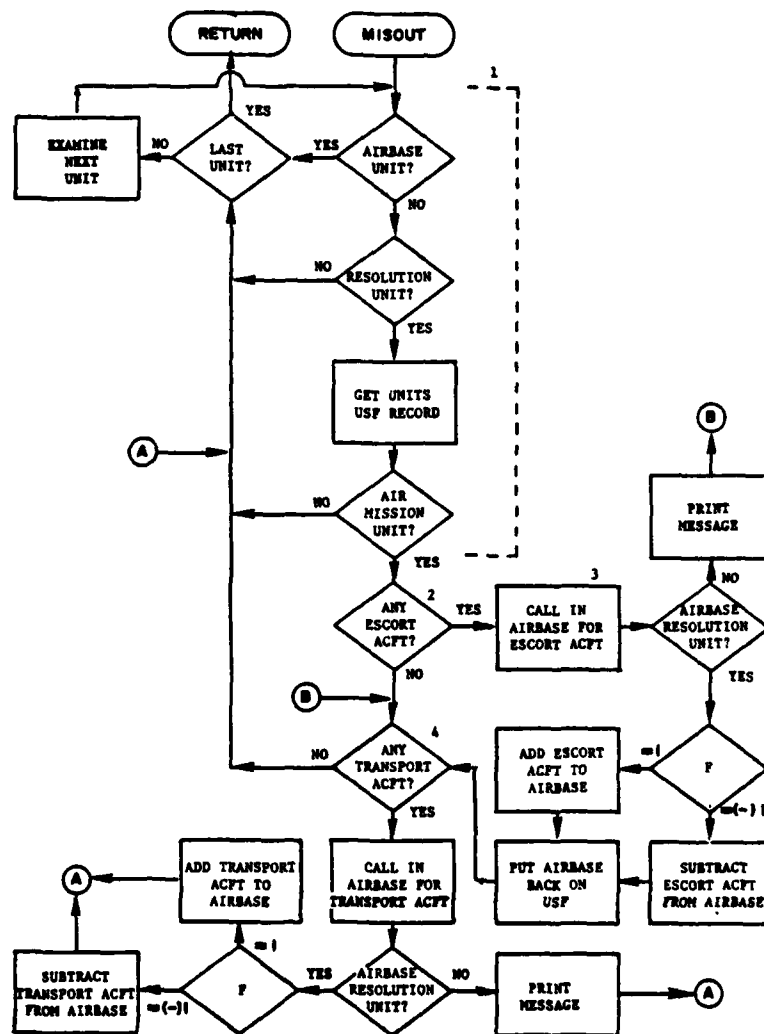 RETURN
MISOUT
1
EXAMINE
NEXT
UNIT
NO
LAST
UNIT?
YES
YES
AIRBASE
UNIT?
NO
NO
RESOLUTION
UNIT?
YES
GET UNITS
USF RECORD
A
NO
AIR
MISSION
UNIT?
YES
B
PRINT
MESSAGE
NO
2
ANY
ESCORT
ACFT?
YES
3
CALL IN
AIRBASE FOR
ESCORT ACFT
AIRBASE
RESOLUTION
UNIT?
YES
NO
B
4
NO
ANY
TRANSPORT
ACFT?
YES
ADD ESCORT
ACFT TO
AIRBASE
=1
F
=(-)1
ADD TRANSPORT
ACFT TO
AIRBASE
A
CALL IN
AIRBASE FOR
TRANSPORT ACFT
PUT AIRBASE
BACK ON
USF
SUBTRACT
ESCORT ACFT
FROM AIRBASE
SUBTRACT
TRANSPORT ACFT
FROM AIRBASE
=(-)1
=1
F
YES
AIRBASE
RESOLUTION
UNIT?
NO
PRINT
MESSAGE
A